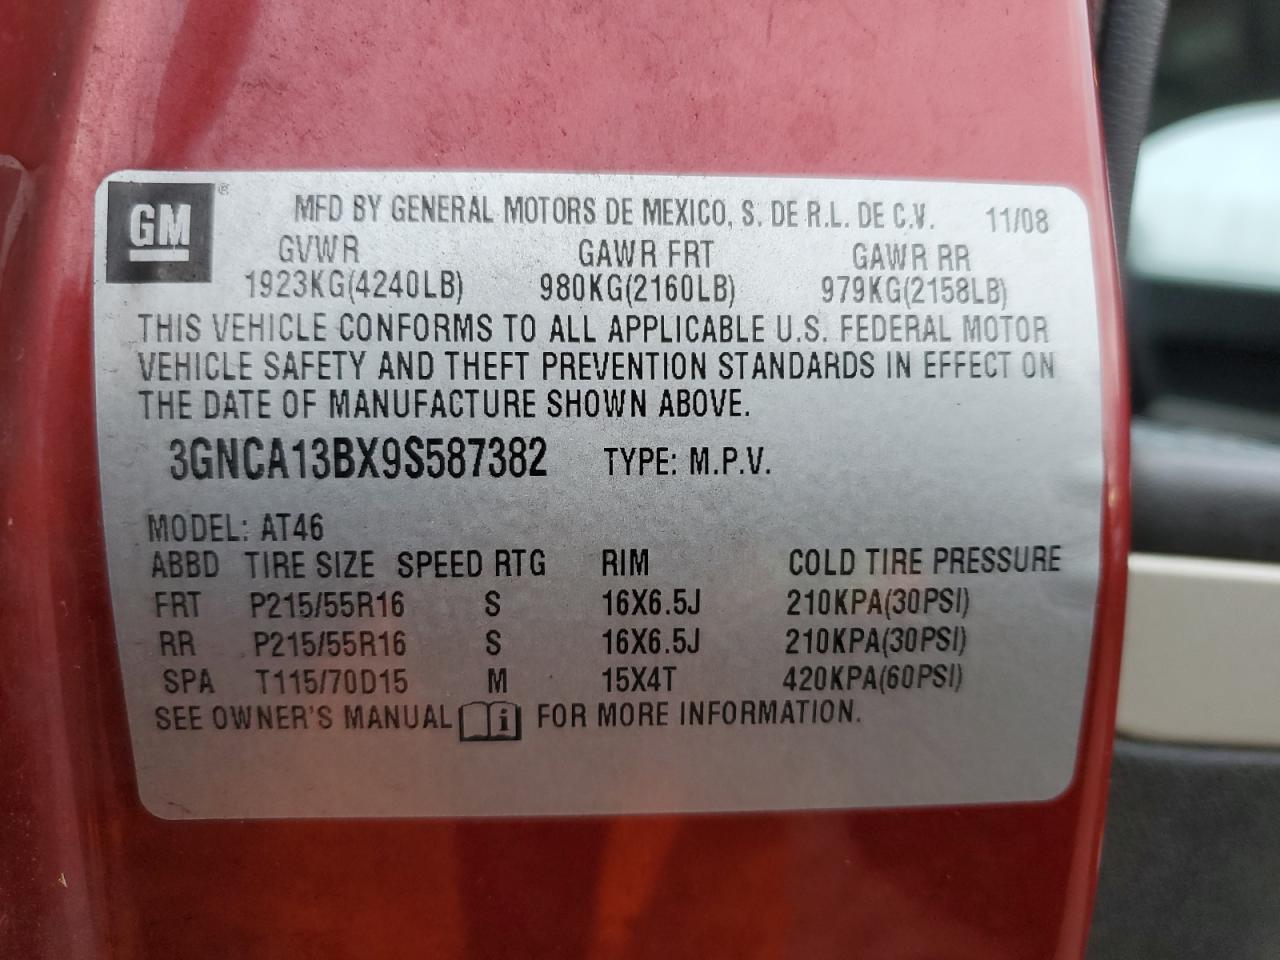 GM ® MFD BY GENERAL MOTORS DE MEXICO, S. DE R.L. DE C.V. 11/08
GVWR GAWR FRT GAWR RR
1923KG(4240LB) 980KG(2160LB) 979KG(2158LB)
THIS VEHICLE CONFORMS TO ALL APPLICABLE U.S. FEDERAL MOTOR
VEHICLE SAFETY AND THEFT PREVENTION STANDARDS IN EFFECT ON
THE DATE OF MANUFACTURE SHOWN ABOVE.
3GNCA13BX9S587382 TYPE: M.P.V.
MODEL: AT46
ABBD TIRE SIZE SPEED RTG RIM COLD TIRE PRESSURE
FRT P215/55R16 S 16X6.5J 210KPA(30PSI)
RR P215/55R16 S 16X6.5J 210KPA(30PSI)
SPA T115/70D15 M 15X4T 420KPA(60PSI)
SEE OWNER'S MANUAL i FOR MORE INFORMATION.